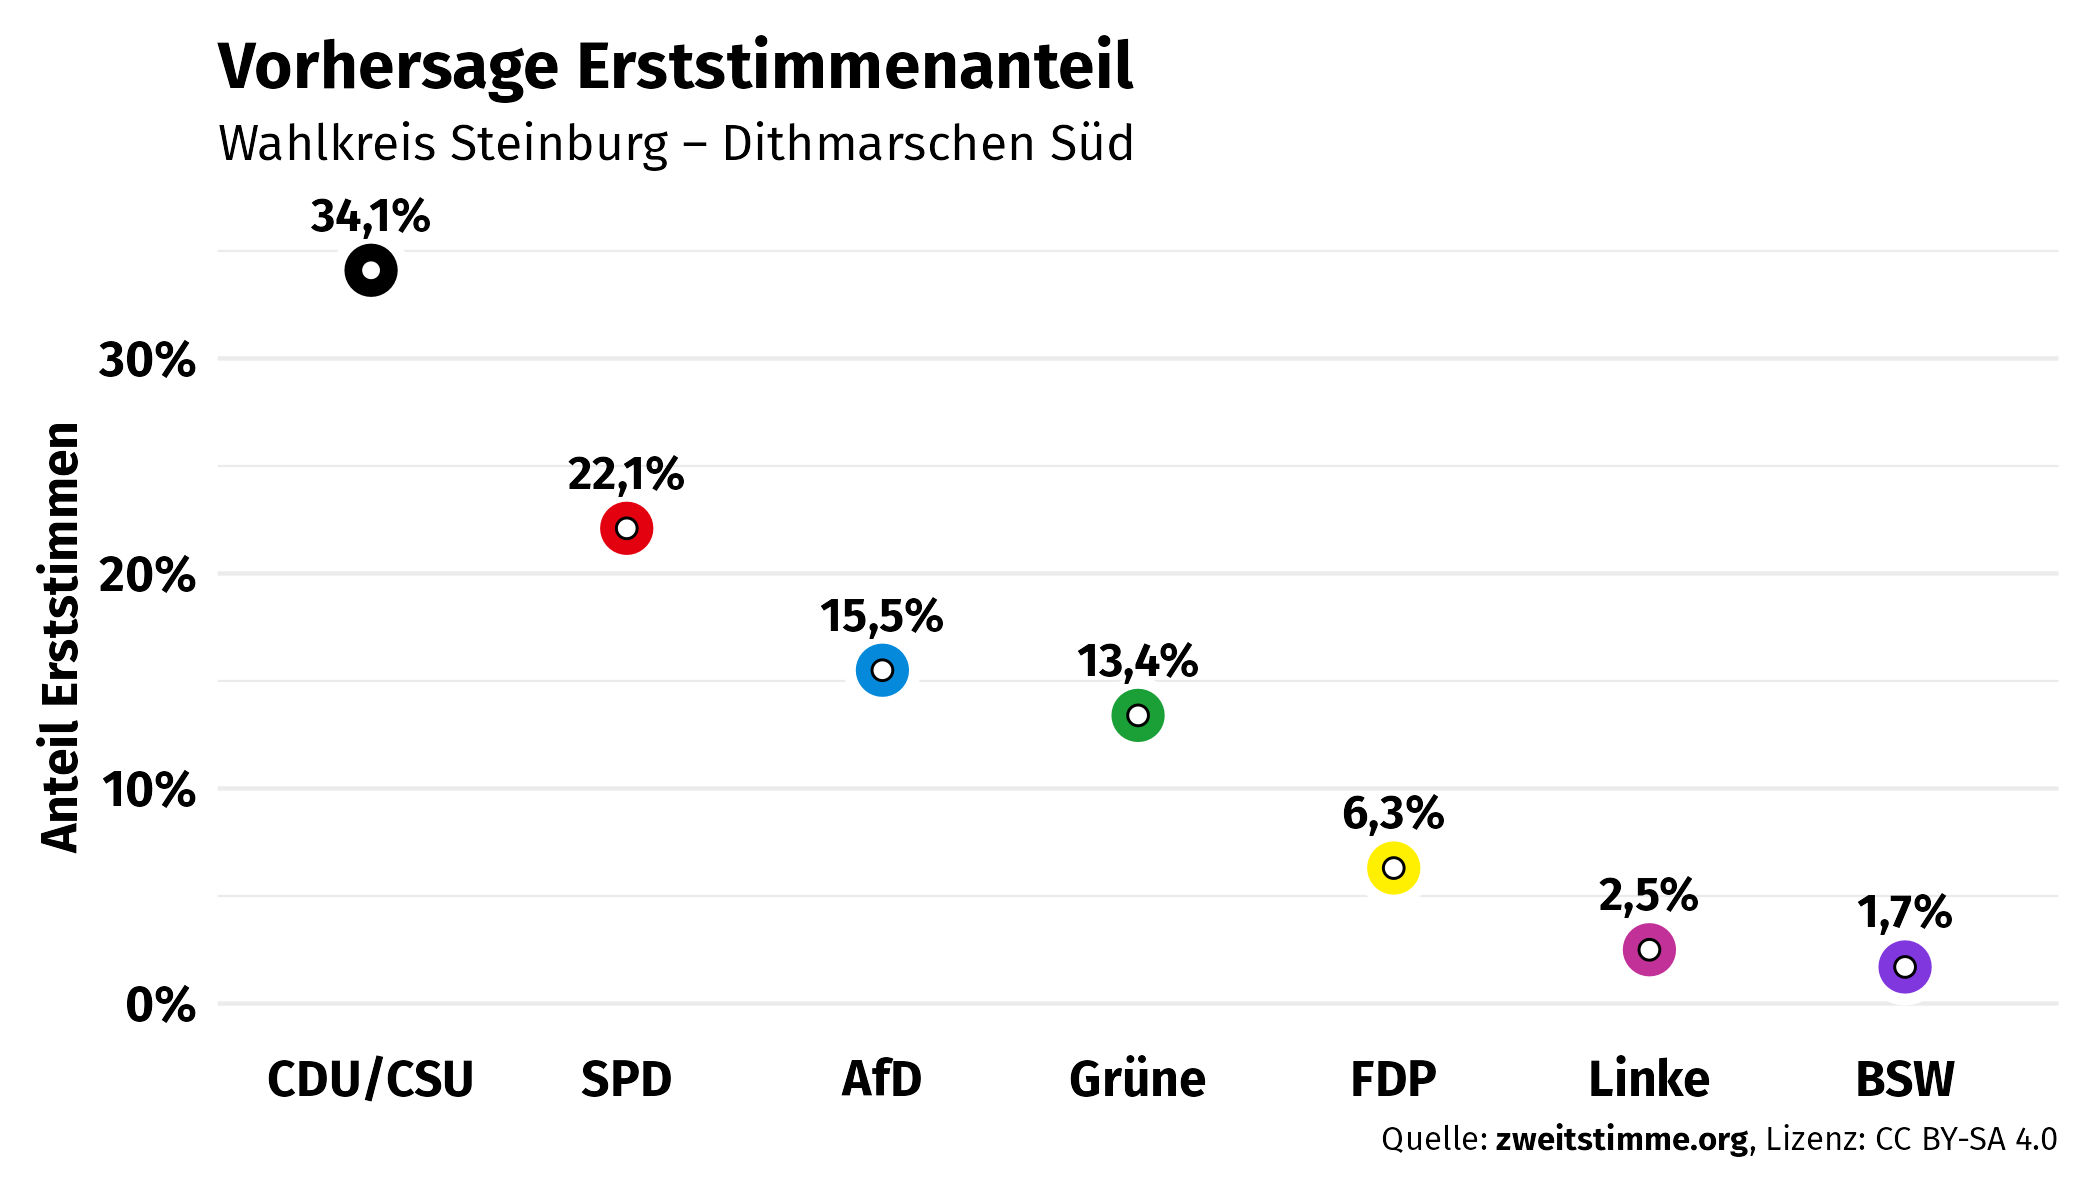 Vorhersage Erststimmenanteil
Wahlkreis Steinburg – Dithmarschen Süd
34,1%
30%
22,1%
20%
15,5%
13,4%
10%
6,3%
2,5%
1,7%
0%
Anteil Erststimmen
CDU/CSU SPD AfD Grüne FDP Linke BSW
Quelle: zweitstimme.org, Lizenz: CC BY-SA 4.0